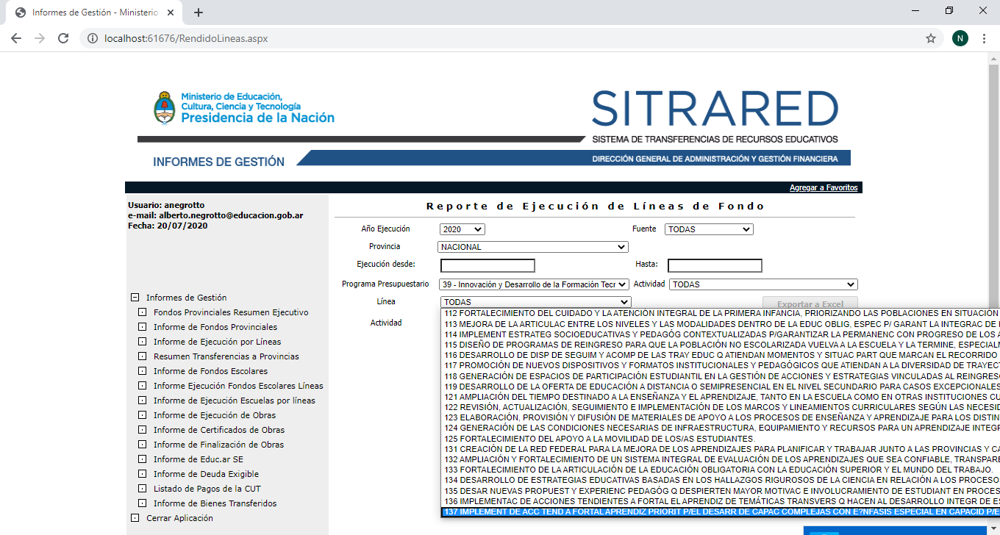 Informes de Gestión - Ministerio
localhost:61676/RendidoLineas.aspx
N
Ministerio de Educación,
Cultura, Ciencia y Tecnología
Presidencia de la Nación
SITRARED
SISTEMA DE TRANSFERENCIAS DE RECURSOS EDUCATIVOS
INFORMES DE GESTIÓN
DIRECCIÓN GENERAL DE ADMINISTRACIÓN Y GESTIÓN FINANCIERA
Agregar a Favoritos
Usuario: anegrotto
e-mail: alberto.negrotto@educacion.gob.ar
Fecha: 20/07/2020
Informes de Gestión
Fondos Provinciales Resumen Ejecutivo
Informe de Fondos Provinciales
Informe de Ejecución por Líneas
Resumen Transferencias a Provincias
Informe de Fondos Escolares
Informe Ejecución Fondos Escolares Líneas
Informe de Ejecución Escuelas por líneas
Informe de Ejecución de Obras
Informe de Certificados de Obras
Informe de Finalización de Obras
Informe de Educ.ar SE
Informe de Deuda Exigible
Listado de Pagos de la CUT
Informe de Bienes Transferidos
Cerrar Aplicación
Reporte de Ejecución de Líneas de Fondo
Año Ejecución 2020 Fuente TODAS
Provincia NACIONAL
Ejecución desde: Hasta:
Programa Presupuestario 39 - Innovación y Desarrollo de la Formación Tecr Actividad TODAS
Línea TODAS Exportar a Excel
Actividad
112 FORTALECIMIENTO DEL CUIDADO Y LA ATENCIÓN INTEGRAL DE LA PRIMERA INFANCIA, PRIORIZANDO LAS POBLACIONES EN SITUACIÓN
113 MEJORA DE LA ARTICULAC ENTRE LOS NIVELES Y LAS MODALIDADES DENTRO DE LA EDUC OBLIG, ESPEC P/ GARANT LA INTEGRAC DE
114 IMPLEMENT ESTRATEG SOCIOEDUCATIVAS Y PEDAGÓG CONTEXTUALIZADAS P/GARANTIZAR LA PERMANENC CON PROGRESO DE LOS
115 DISEÑO DE PROGRAMAS DE REINGRESO PARA QUE LA POBLACIÓN NO ESCOLARIZADA VUELVA A LA ESCUELA Y LA TERMINE, ESPECIALM
116 DESARROLLO DE DISP DE SEGUIM Y ACOMP DE LAS TRAY EDUC Q ATIENDAN MOMENTOS Y SITUAC PART QUE MARCAN EL RECORRIDO
117 PROMOCIÓN DE NUEVOS DISPOSITIVOS Y FORMATOS INSTITUCIONALES Y PEDAGÓGICOS QUE ATIENDAN A LA DIVERSIDAD DE TRAYECT
118 GENERACIÓN DE ESPACIOS DE PARTICIPACIÓN ESTUDIANTIL EN LA GESTIÓN DE ACCIONES Y ESTRATEGIAS VINCULADAS AL REINGRESO
119 DESARROLLO DE LA OFERTA DE EDUCACIÓN A DISTANCIA O SEMIPRESENCIAL EN EL NIVEL SECUNDARIO PARA CASOS EXCEPCIONALES
121 AMPLIACIÓN DEL TIEMPO DESTINADO A LA ENSEÑANZA Y EL APRENDIZAJE, TANTO EN LA ESCUELA COMO EN OTRAS INSTITUCIONES CU
122 REVISIÓN, ACTUALIZACIÓN, SEGUIMIENTO E IMPLEMENTACIÓN DE LOS MARCOS Y LINEAMIENTOS CURRICULARES SEGÚN LAS NECESID
123 ELABORACIÓN, PROVISIÓN Y DIFUSIÓN DE MATERIALES DE APOYO A LOS PROCESOS DE ENSEÑANZA Y APRENDIZAJE PARA LOS DISTIN
124 GENERACIÓN DE LAS CONDICIONES NECESARIAS DE INFRAESTRUCTURA, EQUIPAMIENTO Y RECURSOS PARA UN APRENDIZAJE INTEGR
125 FORTALECIMIENTO DEL APOYO A LA MOVILIDAD DE LOS/AS ESTUDIANTES.
131 CREACIÓN DE LA RED FEDERAL PARA LA MEJORA DE LOS APRENDIZAJES PARA PLANIFICAR Y TRABAJAR JUNTO A LAS PROVINCIAS Y CA
132 AMPLIACIÓN Y FORTALECIMIENTO DE UN SISTEMA INTEGRAL DE EVALUACIÓN DE LOS APRENDIZAJES QUE SEA CONFIABLE, TRANSPARE
133 FORTALECIMIENTO DE LA ARTICULACIÓN DE LA EDUCACIÓN OBLIGATORIA CON LA EDUCACIÓN SUPERIOR Y EL MUNDO DEL TRABAJO.
134 DESARROLLO DE ESTRATEGIAS EDUCATIVAS BASADAS EN LOS HALLAZGOS RIGUROSOS DE LA CIENCIA EN RELACIÓN A LOS PROCESOS
135 DESAR NUEVAS PROPUEST Y EXPERIENC PEDAGÓG Q DESPIERTEN MAYOR MOTIVAC E INVOLUCRAMIENTO DE ESTUDIANT EN PROCES
136 IMPLEMENTAC DE ACCIONES TENDIENTES A FORTAL EL APRENDIZ DE TEMÁTICAS TRANSVERS Q HACEN AL DESARROLLO INTEGR DE ES
137 IMPLEMENT DE ACC TEND A FORTAL APRENDIZ PRIORIT P/EL DESARR DE CAPAC COMPLEJAS CON E?NFASIS ESPECIAL EN CAPACID P/E